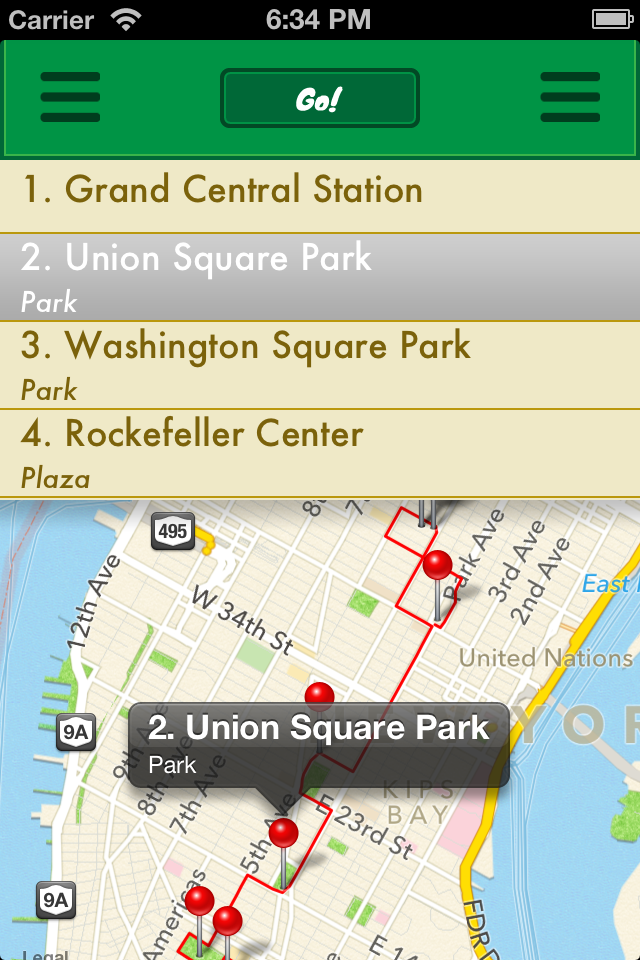 Carrier 6:34 PM
Go!
1. Grand Central Station
2. Union Square Park
Park
3. Washington Square Park
Park
4. Rockefeller Center
Plaza
495
Park Ave
3rd Ave
2nd Ave
East
12th Ave
W 34th St
United Nations
YOR
2. Union Square Park
Park
9A
9th Ave
8th Ave
7th Ave
KIPS
BAY
5th Ave
E 23rd St
9A
Americas
FDR
E 14
Legal